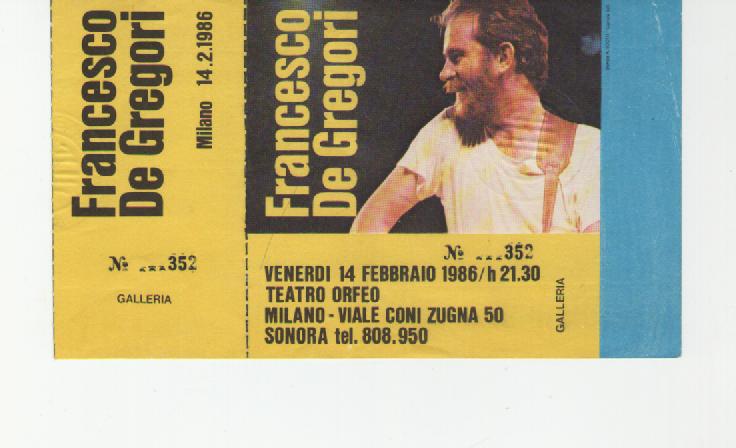 Francesco
De Gregori
Milano 14.2.1986
№ ...352
GALLERIA
Francesco
De Gregori
№ ...352
VENERDI 14 FEBBRAIO 1986/h 21.30
TEATRO ORFEO
MILANO - VIALE CONI ZUGNA 50
SONORA tel. 808.950
GALLERIA